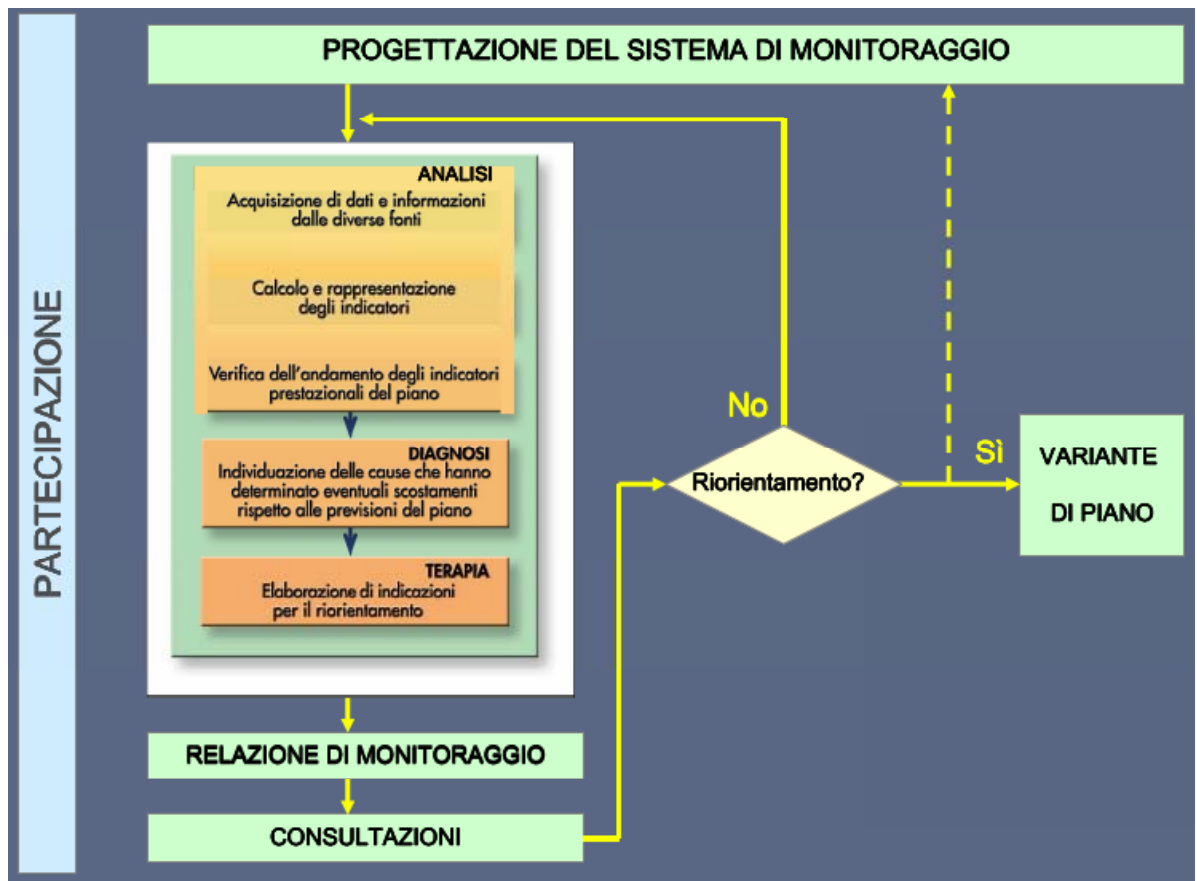 PARTECIPAZIONE
PROGETTAZIONE DEL SISTEMA DI MONITORAGGIO
ANALISI
Acquisizione di dati e informazioni
dalle diverse fonti
Calcolo e rappresentazione
degli indicatori
Verifica dell'andamento degli indicatori
prestazionali del piano
DIAGNOSI
Individuazione delle cause che hanno
determinato eventuali scostamenti
rispetto alle previsioni del piano
TERAPIA
Elaborazione di indicazioni
per il riorientamento
RELAZIONE DI MONITORAGGIO
CONSULTAZIONI
Riorientamento?
No
Sì
VARIANTE
DI PIANO